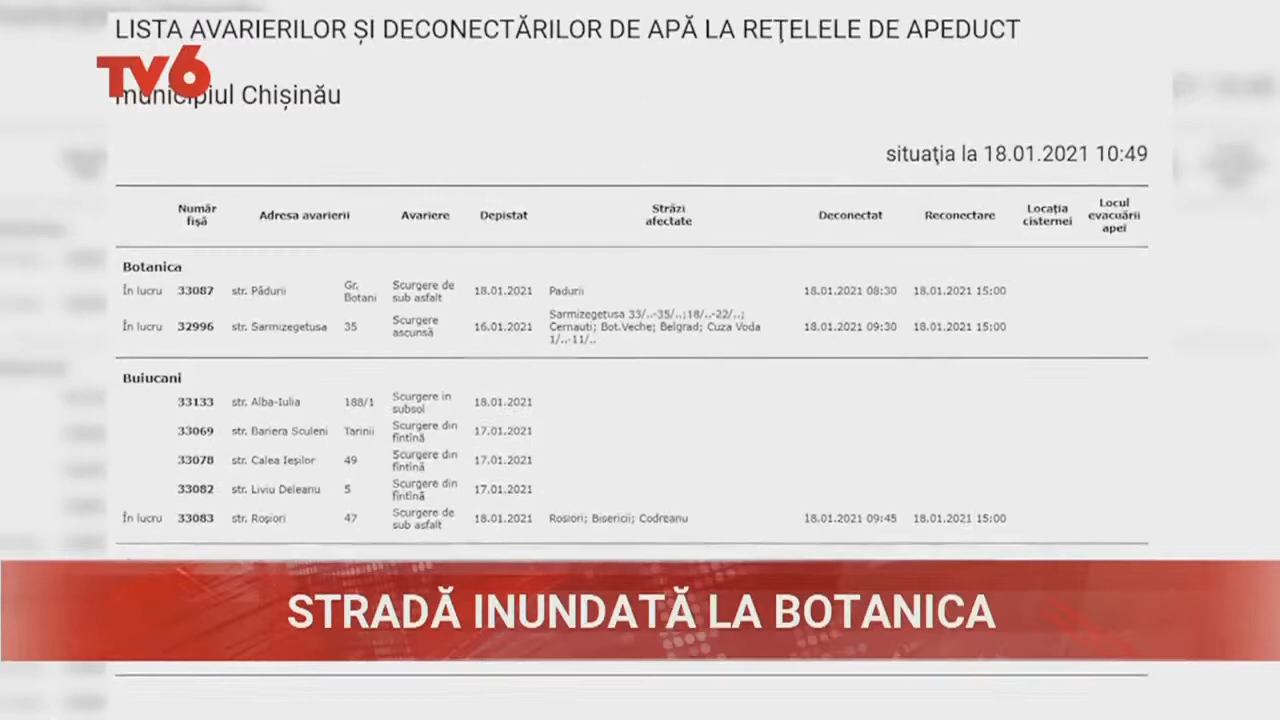 LISTA AVARIERILOR ȘI DECONECTĂRILOR DE APĂ LA REŢELELE DE APEDUCT
TV6
municipiul Chișinău
situaţia la 18.01.2021 10:49
Număr fișă Adresa avarierii Avariere Depistat Străzi afectate Deconectat Reconectare Locația cisternei Locul evacuării apei
Botanica
În lucru 33087 str. Pădurii Gr. Botani Scurgere de sub asfalt 18.01.2021 Padurii 18.01.2021 08:30 18.01.2021 15:00
În lucru 32996 str. Sarmizegetusa 35 Scurgere ascunsă 16.01.2021 Sarmizegetusa 33/..-35/..;18/..-22/..; Cernauti; Bot.Veche; Belgrad; Cuza Voda 1/..-11/.. 18.01.2021 09:30 18.01.2021 15:00
Buiucani
33133 str. Alba-Iulia 188/1 Scurgere in subsol 18.01.2021
33069 str. Bariera Sculeni Tarinii Scurgere din fintină 17.01.2021
33078 str. Calea Ieşilor 49 Scurgere din fintină 17.01.2021
33082 str. Liviu Deleanu 5 Scurgere din fintină 17.01.2021
În lucru 33083 str. Roşiori 47 Scurgere de sub asfalt 18.01.2021 Rosiori; Bisericii; Codreanu 18.01.2021 09:45 18.01.2021 15:00
STRADĂ INUNDATĂ LA BOTANICA